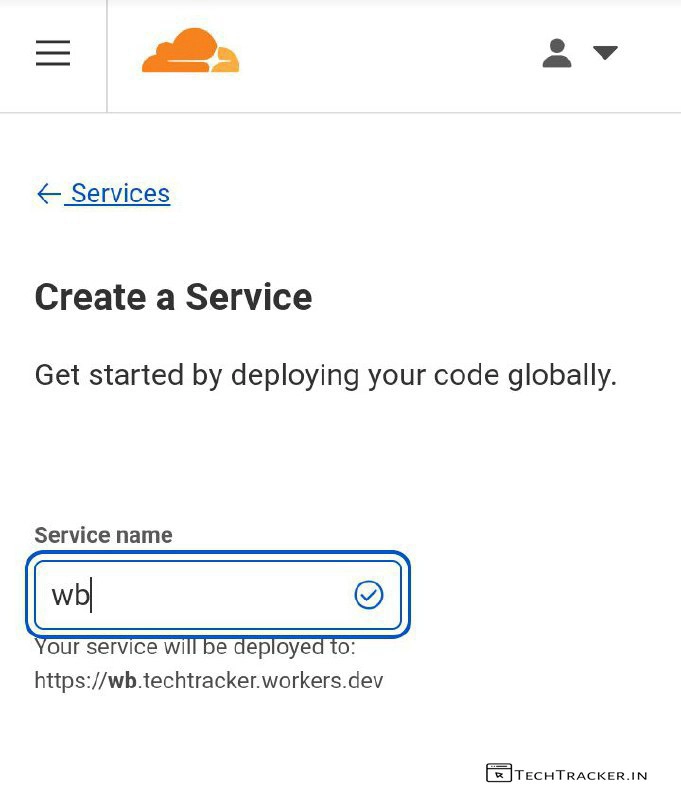 ← Services
Create a Service
Get started by deploying your code globally.
Service name
wb
Your service will be deployed to:
https://wb.techtracker.workers.dev
TECHTRACKER.IN